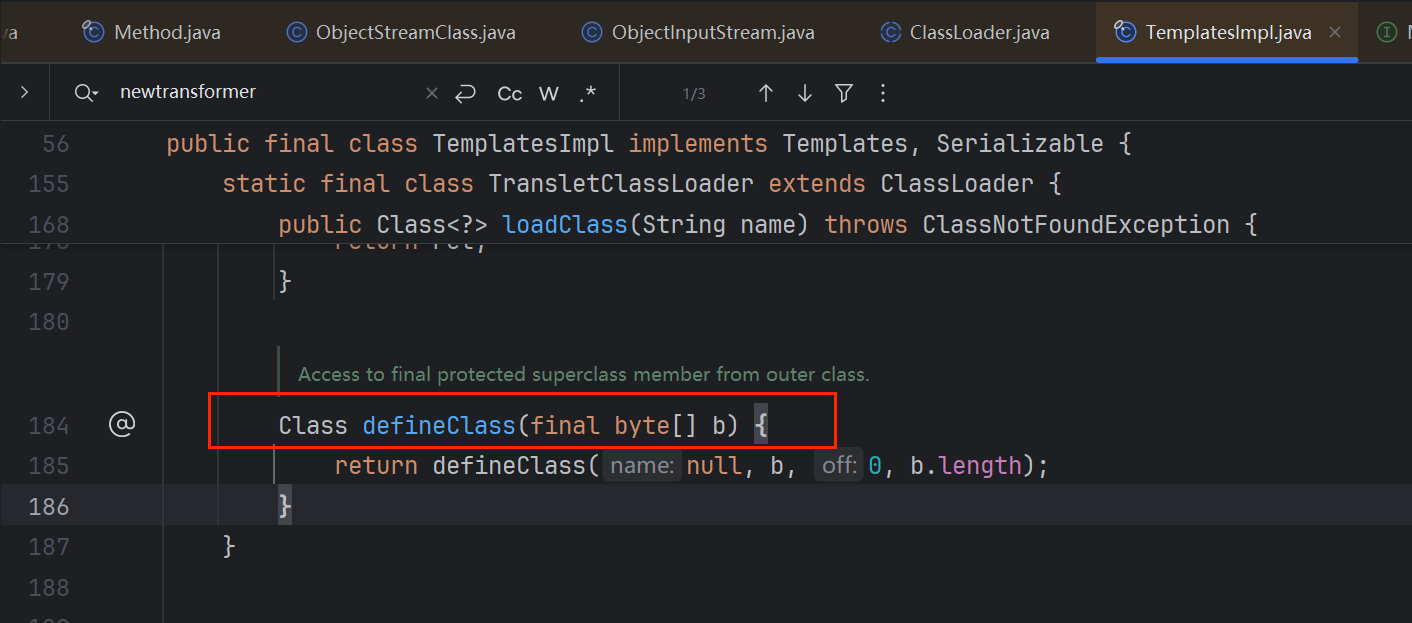 /a Method.java ObjectStreamClass.java ObjectInputStream.java ClassLoader.java TemplatesImpl.java
newtransformer Cc W .* 1/3
56 public final class TemplatesImpl implements Templates, Serializable {
155 static final class TransletClassLoader extends ClassLoader {
168 public Class<?> loadClass(String name) throws ClassNotFoundException {
return ret;
179 }
180
Access to final protected superclass member from outer class.
184 Class defineClass(final byte[] b) {
185 return defineClass( name: null, b, off: 0, b.length);
186 }
187 }
188